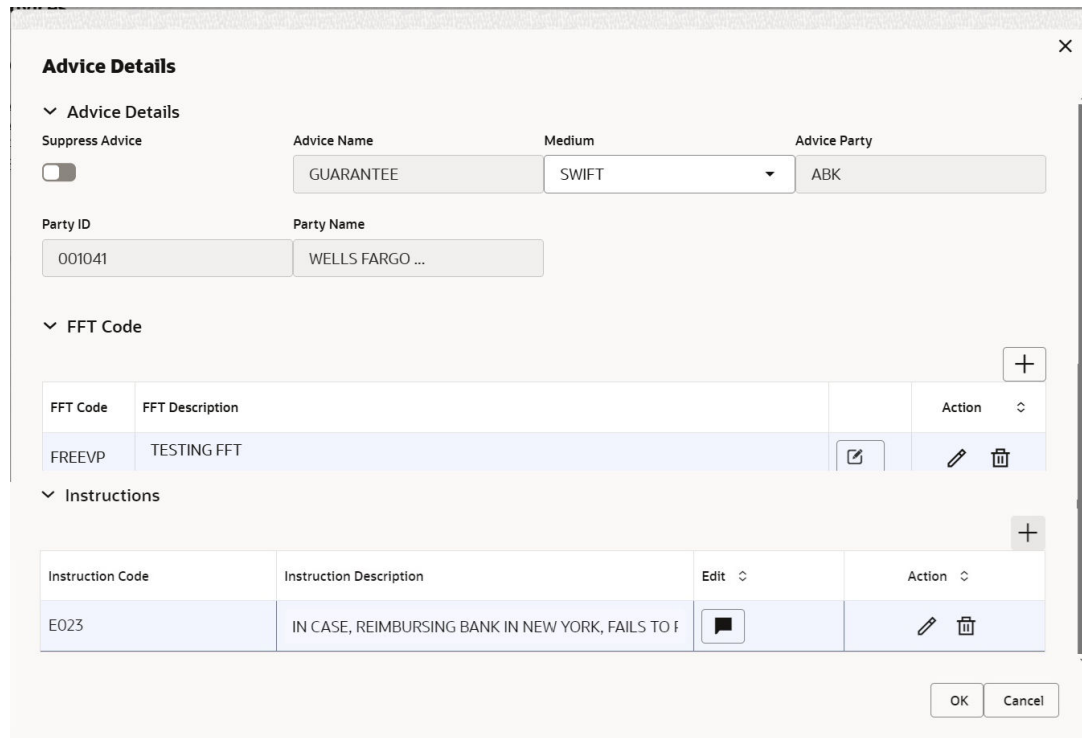 Advice Details
Advice Details
Suppress Advice Advice Name Medium Advice Party
GUARANTEE SWIFT ABK
Party ID Party Name
001041 WELLS FARGO ...
FFT Code
FFT Code FFT Description Action
FREEVP TESTING FFT
Instructions
Instruction Code Instruction Description Edit Action
E023 IN CASE, REIMBURSING BANK IN NEW YORK, FAILS TO
OK Cancel